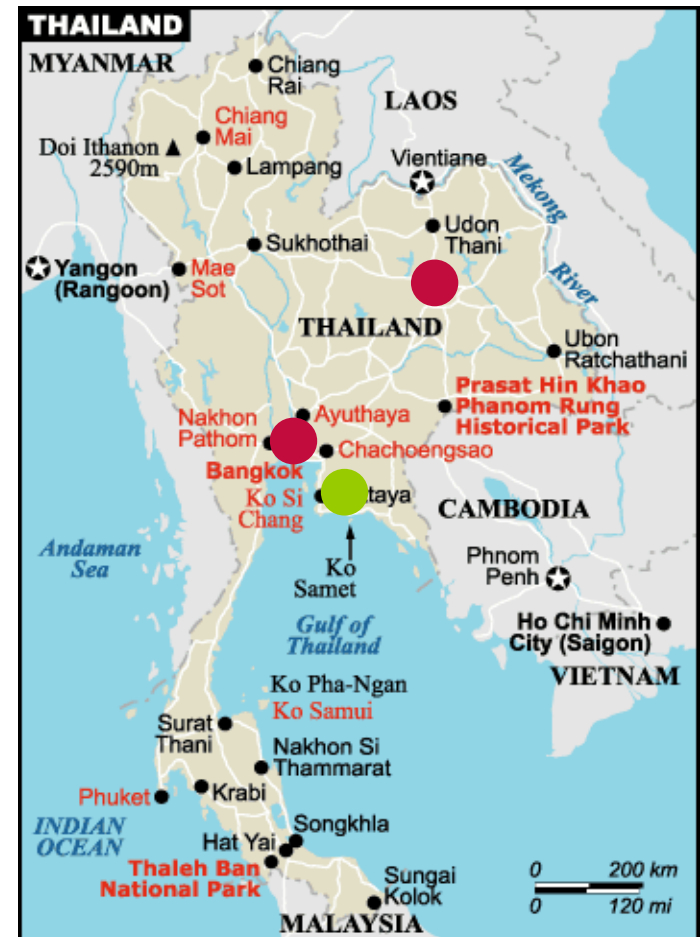 THAILAND
MYANMAR
Chiang
Rai
LAOS
Chiang
Mai
Doi Ithanon
2590m
Vientiane
Lampang
Mekong
Udon
Thani
Sukhothai
Yangon
(Rangoon)
Mae
Sot
River
THAILAND
Ubon
Ratchathani
Prasat Hin Khao
Phanom Rung
Historical Park
Ayuthaya
Nakhon
Pathom
Chachoengsao
Bangkok
Ko Si
Chang
taya
CAMBODIA
Andaman
Sea
Phnom
Penh
Ko
Samet
Gulf of
Thailand
Ho Chi Minh
City (Saigon)
VIETNAM
Ko Pha-Ngan
Ko Samui
Surat
Thani
Nakhon Si
Thammarat
Phuket
Krabi
INDIAN
OCEAN
Songkhla
Hat Yai
Thaleh Ban
National Park
Sungai
Kolok
0 200 km
0 120 mi
MALAYSIA